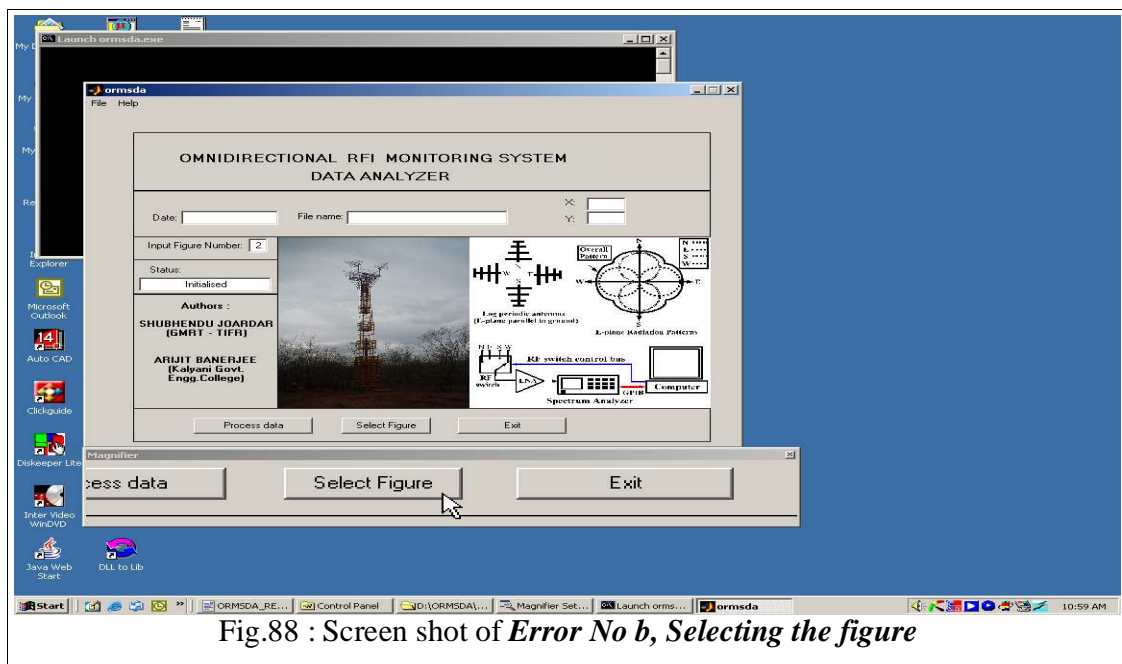 My D
Launch ormsda.exe
My
My
Re
I
Explorer
Microsoft
Outlook
Auto CAD
Clickguide
Diskeeper Lite
Inter Video
WinDVD
Java Web
Start
DLL to Lib
ormsda
File Help
OMNIDIRECTIONAL RFI MONITORING SYSTEM
DATA ANALYZER
Date:
File name:
X:
Y:
Input Figure Number: 2
Status:
Initialised
Authors :
SHUBHENDU JOARDAR
(GMRT - TIFR)
ARIJIT BANERJEE
(Kalyani Govt.
Engg.College)
N
W E
S
Log periodic antennas
(E-plane parallel to ground)
Overall
Pattern
N
W
E
S
N
E
S
W
E-plane Radiation Patterns
N E S W
RF switch control bus
RF
switch
LNA
GPIB
Computer
Spectrum Analyzer
Process data
Select Figure
Exit
Magnifier
cess data
Select Figure
Exit
Start
ORMSDA_RE...
Control Panel
D:\ORMSDA\...
Magnifier Set...
Launch orms...
ormsda
10:59 AM
Fig.88 : Screen shot of Error No b, Selecting the figure